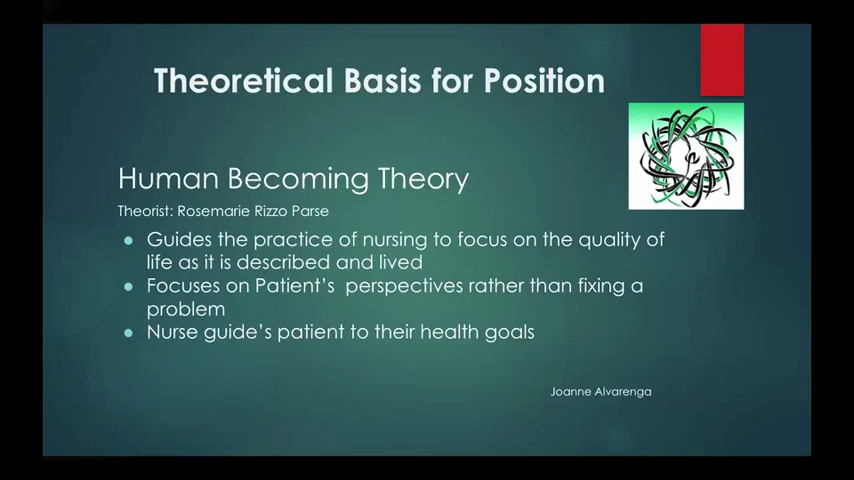 Theoretical Basis for Position
Human Becoming Theory
Theorist: Rosemarie Rizzo Parse
● Guides the practice of nursing to focus on the quality of
life as it is described and lived
● Focuses on Patient's  perspectives rather than fixing a
problem
● Nurse guide's patient to their health goals
Joanne Alvarenga